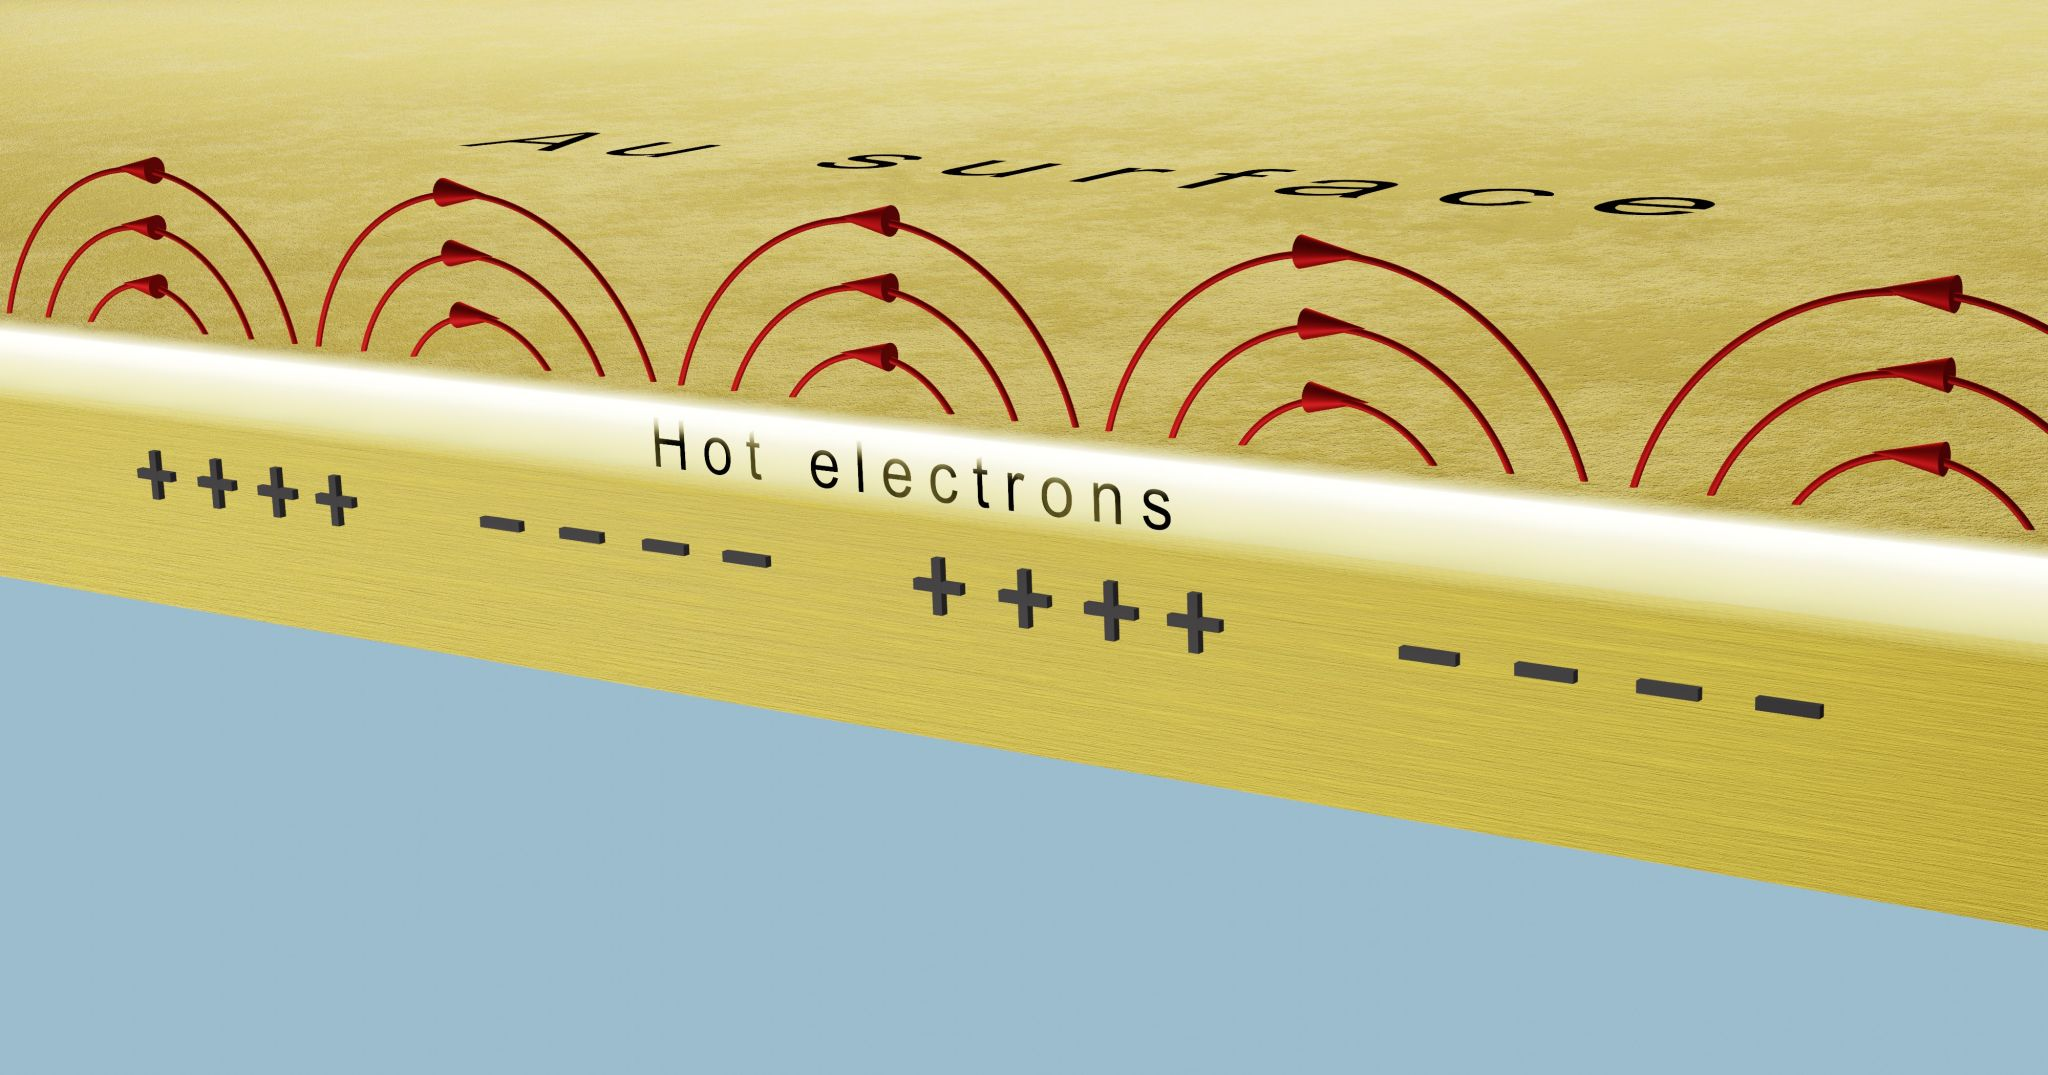 Au surface
Hot electrons
++++ ---- ++++ ----